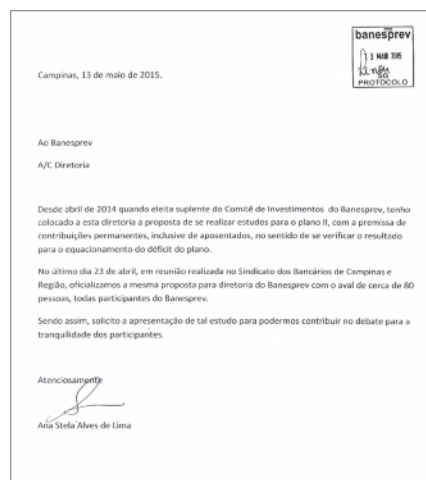 banesprev
13 MAIO 2015
SG
PROTOCOLO
Campinas, 13 de maio de 2015.
Ao Banesprev
A/C Diretoria
Desde abril de 2014 quando eleita suplente do Comitê de Investimentos do Banesprev, tenho
colocado a esta diretoria a proposta de se realizar estudos para o plano II, com a premissa de
contribuições permanentes, inclusive de aposentados, no sentido de se verificar o resultado
para o equacionamento do déficit do plano.
No último dia 23 de abril, em reunião realizada no Sindicato dos Bancários de Campinas e
Região, oficializamos a mesma proposta para diretoria do Banesprev com o aval de cerca de 80
pessoas, todas participantes do Banesprev.
Sendo assim, solicito a apresentação de tal estudo para podermos contribuir no debate para a
tranquilidade dos participantes.
Atenciosamente
Ana Stela Alves de Lima